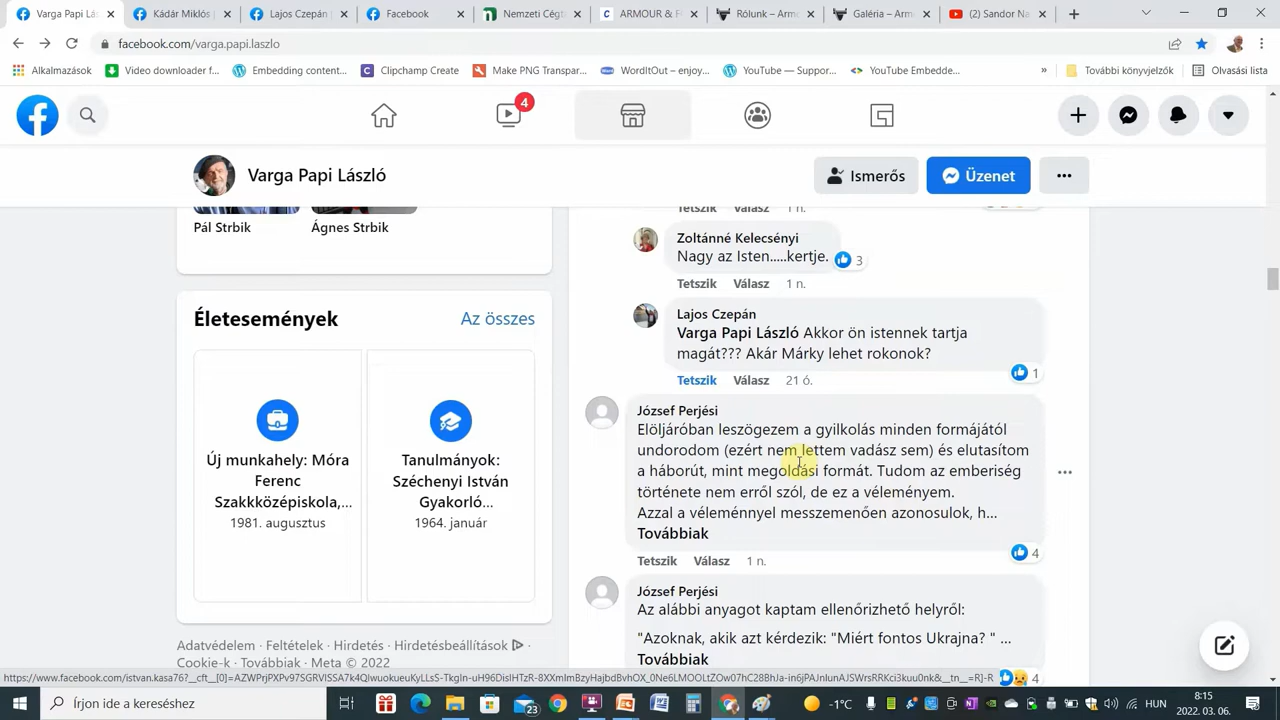 Varga Pap Lás
Kádár Miklós
Lajos Czepán
Facebook
Nemzeti Cégt
ARMOUR & F
Rólunk – Arm
Galéria – Arm
(2) Sandor Na
facebook.com/varga.papi.laszlo
Alkalmazások
Video downloader f...
Embedding content...
Clipchamp Create
Make PNG Transpar...
WordItOut – enjoy...
YouTube — Suppor...
YouTube Embedde...
»
További könyvjelzők
Olvasási lista
4
Varga Papi László
Ismerős
Üzenet
Pál Strbik
Ágnes Strbik
Életesemények
Az összes
Új munkahely: Móra
Ferenc
Szakkközépiskola,...
1981. augusztus
Tanulmányok:
Széchenyi István
Gyakorló...
1964. január
Adatvédelem · Feltételek · Hirdetés · Hirdetésbeállítások ·
Cookie-k · Továbbiak · Meta © 2022
Tetszik Válasz 1 n.
Zoltánné Kelecsényi
Nagy az Isten.....kertje.
3
Tetszik Válasz 1 n.
Lajos Czepán
Varga Papi László Akkor ön istennek tartja
magát??? Akár Márky lehet rokonok?
1
Tetszik Válasz 21 ó.
József Perjési
Elöljáróban leszögezem a gyilkolás minden formájától
undorodom (ezért nem lettem vadász sem) és elutasítom
a háborút, mint megoldási formát. Tudom az emberiség
története nem erről szól, de ez a véleményem.
Azzal a véleménnyel messzemenően azonosulok, h...
Továbbiak
4
Tetszik Válasz 1 n.
József Perjési
Az alábbi anyagot kaptam ellenőrizhető helyről:
"Azoknak, akik azt kérdezik: "Miért fontos Ukrajna? " ...
Továbbiak
4
Írjon ide a kereséshez
23
-1°C
HUN
8:15
2022. 03. 06.